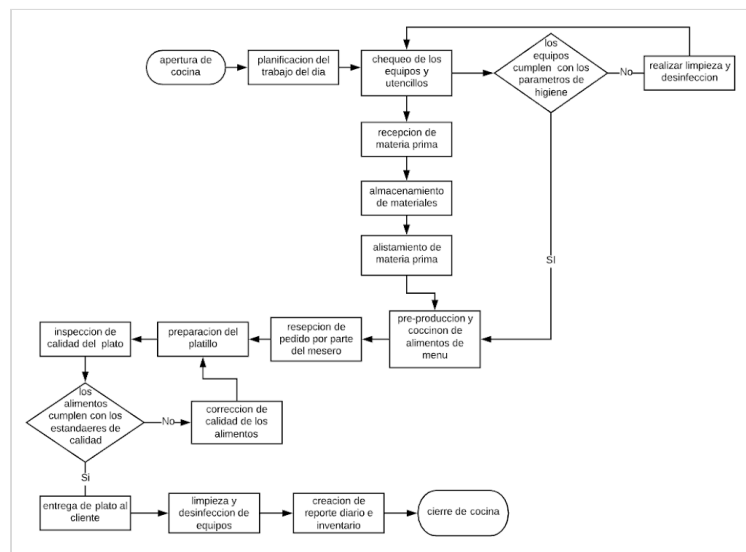 apertura de
cocina
planificacion del
trabajo del dia
chequeo de los
equipos y
utencillos
los
equipos
cumplen con los
parametros de
higiene
No
realizar limpieza y
desinfeccion
recepcion de
materia prima
almacenamiento
de materiales
alistamiento de
materia prima
SI
pre-produccion y
coccinon de
alimentos de
menu
resepcion de
pedido por parte
del mesero
preparacion del
platillo
inspeccion de
calidad del plato
los
alimentos
cumplen con los
estandaeres de
calidad
No
correccion de
calidad de los
alimentos
Si
entrega de plato al
cliente
limpieza y
desinfeccion de
equipos
creacion de
reporte diario e
inventario
cierre de cocina